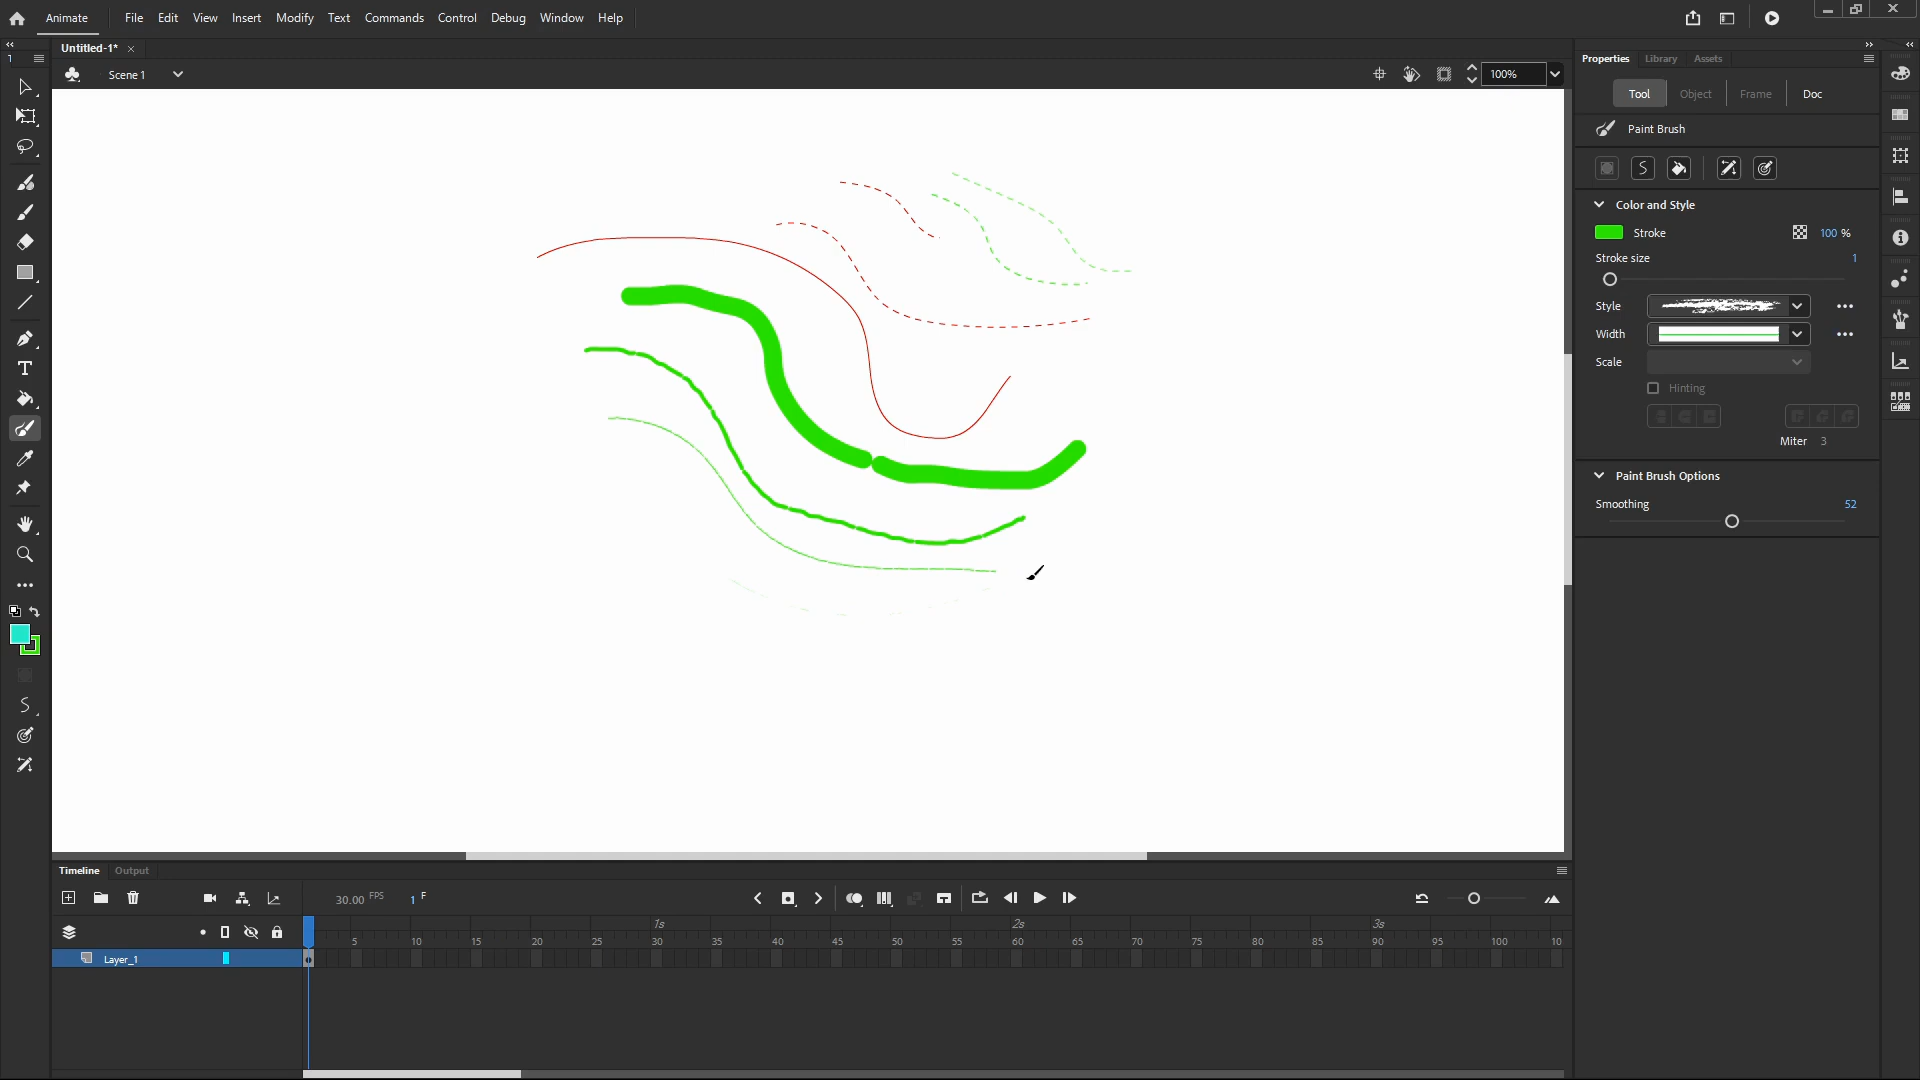 Animate File Edit View Insert Modify Text Commands Control Debug Window Help
Untitled-1*
Scene 1
100%
Properties Library Assets
Tool Object Frame Doc
Paint Brush
Color and Style
Stroke 100 %
Stroke size 1
Style
Width
Scale
Hinting
Miter 3
Paint Brush Options
Smoothing 52
Timeline Output
30.00 FPS 1 F
1s 2s 3s
5 10 15 20 25 30 35 40 45 50 55 60 65 70 75 80 85 90 95 100 10
Layer_1